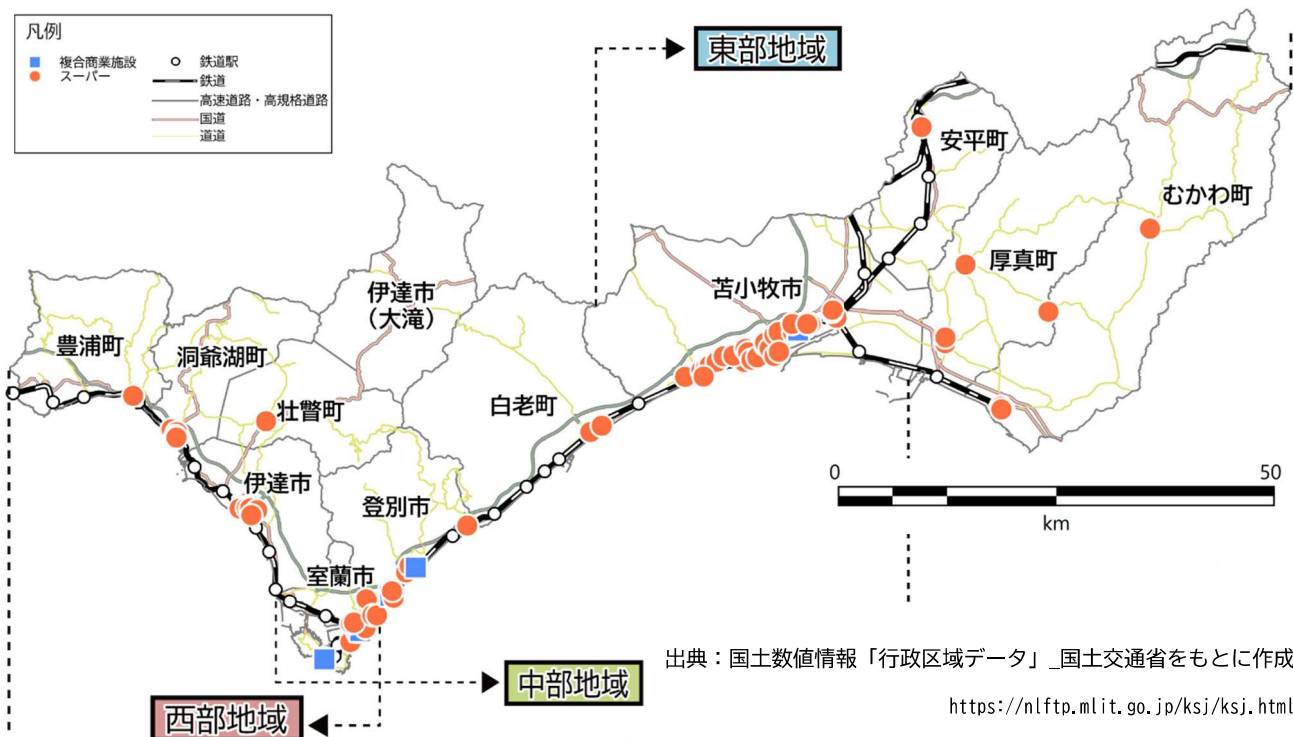 凡例
複合商業施設
スーパー
鉄道駅
鉄道
高速道路・高規格道路
国道
道道
東部地域
安平町
むかわ町
厚真町
苫小牧市
伊達市
（大滝）
豊浦町
洞爺湖町
壮瞥町
白老町
伊達市
登別市
室蘭市
0
50
km
中部地域
西部地域
出典：国土数値情報「行政区域データ」_国土交通省をもとに作成
https://nlftp.mlit.go.jp/ksj/ksj.html